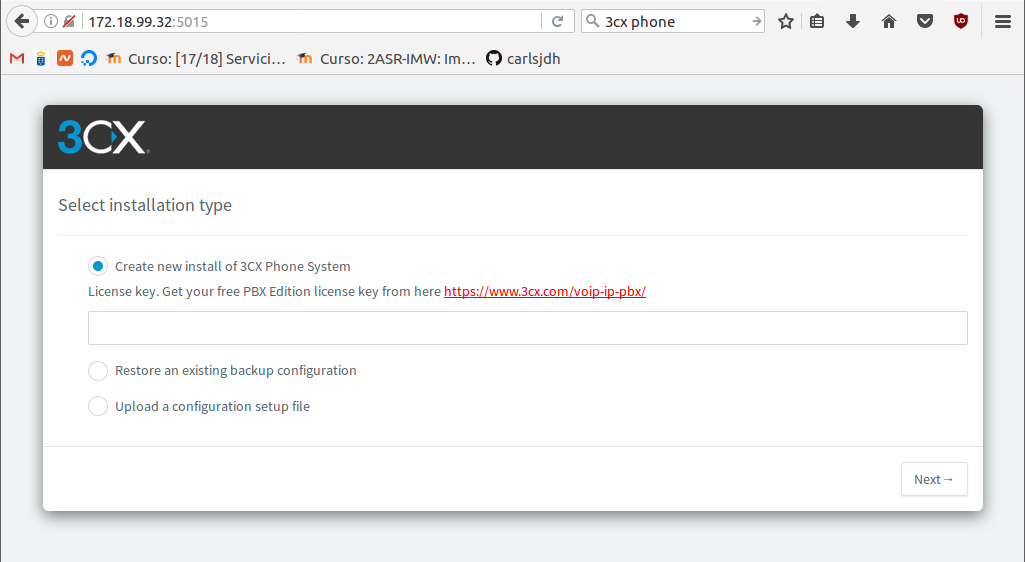 172.18.99.32:5015
3cx phone
Curso: [17/18] Servici...
Curso: 2ASR-IMW: Im...
carlsjdh
3CX
Select installation type
Create new install of 3CX Phone System
License key. Get your free PBX Edition license key from here https://www.3cx.com/voip-ip-pbx/
Restore an existing backup configuration
Upload a configuration setup file
Next→